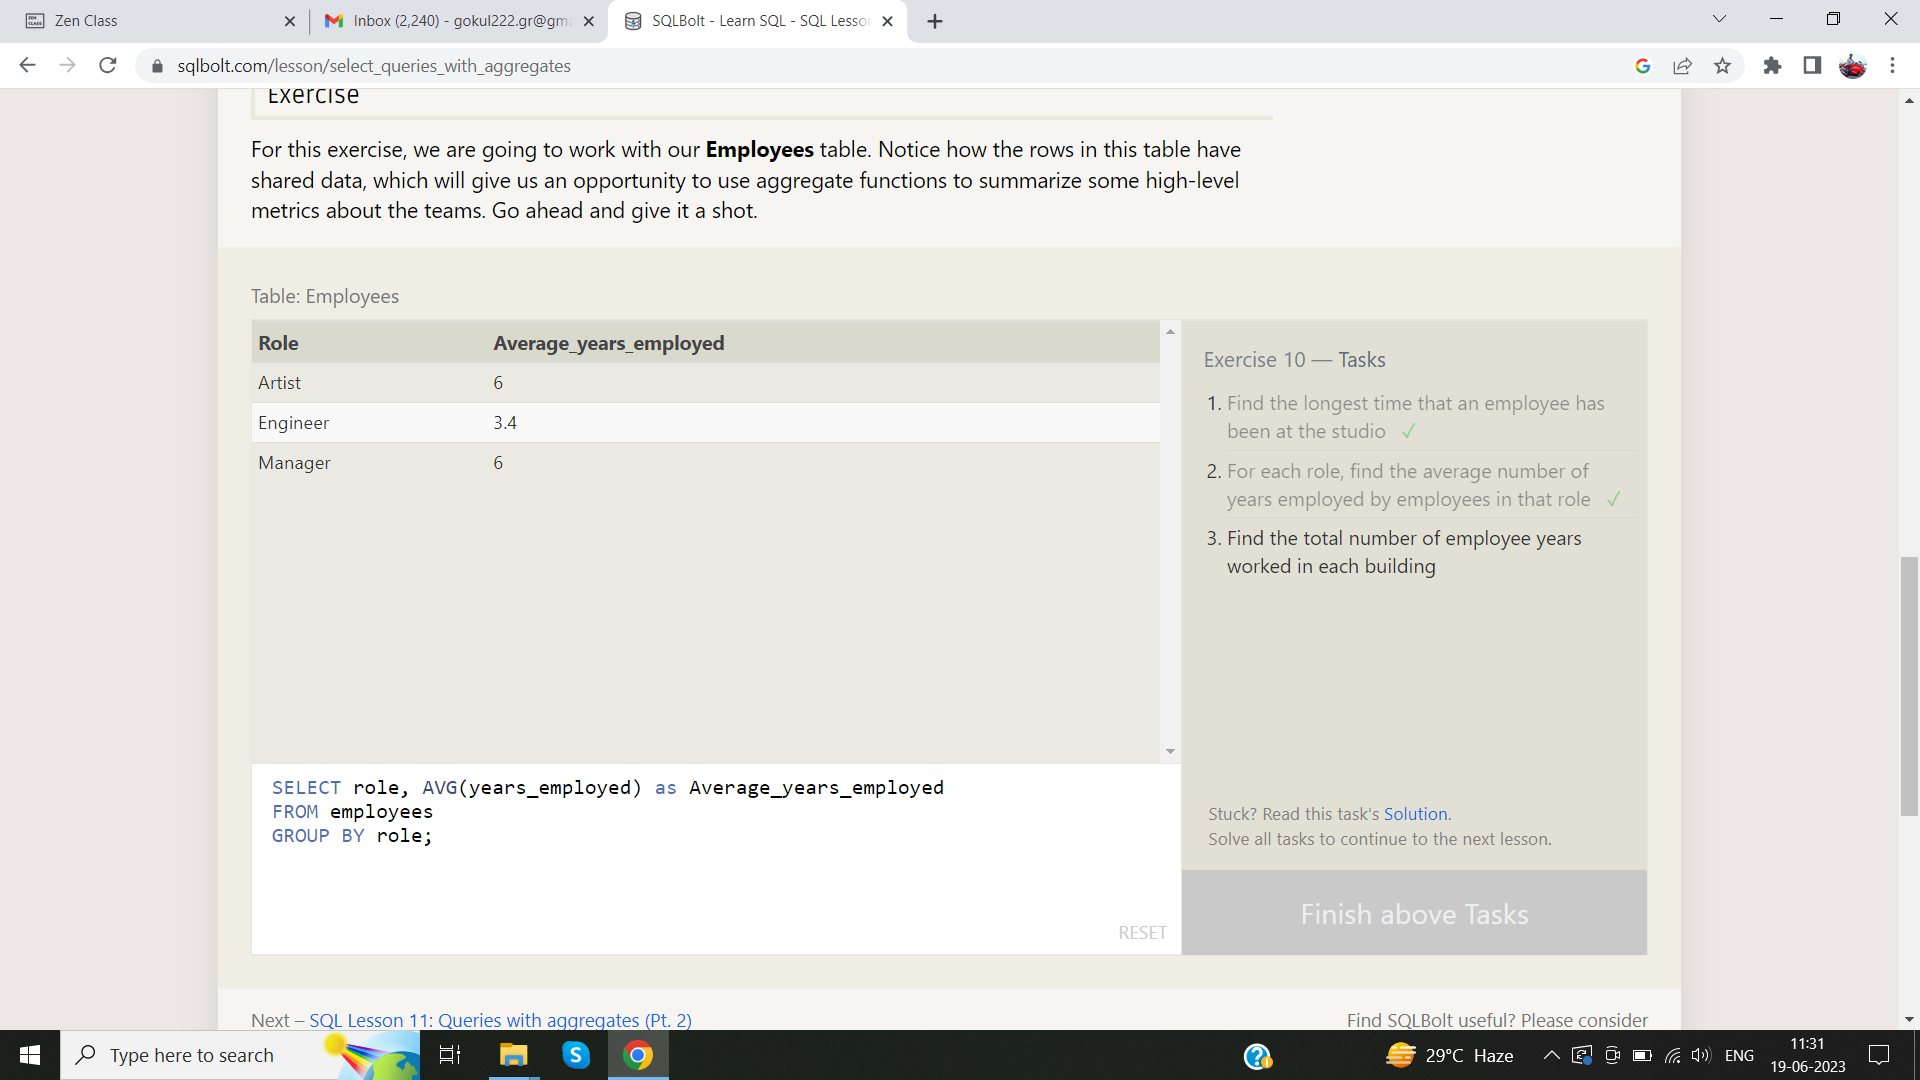 Zen Class
Inbox (2,240) - gokul222.gr@gm
SQLBolt - Learn SQL - SQL Lesso
sqlbolt.com/lesson/select_queries_with_aggregates
Exercise
For this exercise, we are going to work with our Employees table. Notice how the rows in this table have
shared data, which will give us an opportunity to use aggregate functions to summarize some high-level
metrics about the teams. Go ahead and give it a shot.
Table: Employees
Role Average_years_employed
Artist 6
Engineer 3.4
Manager 6
SELECT role, AVG(years_employed) as Average_years_employed
FROM employees
GROUP BY role;
RESET
Exercise 10 — Tasks
1. Find the longest time that an employee has
been at the studio ✓
2. For each role, find the average number of
years employed by employees in that role ✓
3. Find the total number of employee years
worked in each building
Stuck? Read this task's Solution.
Solve all tasks to continue to the next lesson.
Finish above Tasks
Next – SQL Lesson 11: Queries with aggregates (Pt. 2)
Find SQLBolt useful? Please consider
Type here to search
29°C Haze
ENG
11:31
19-06-2023